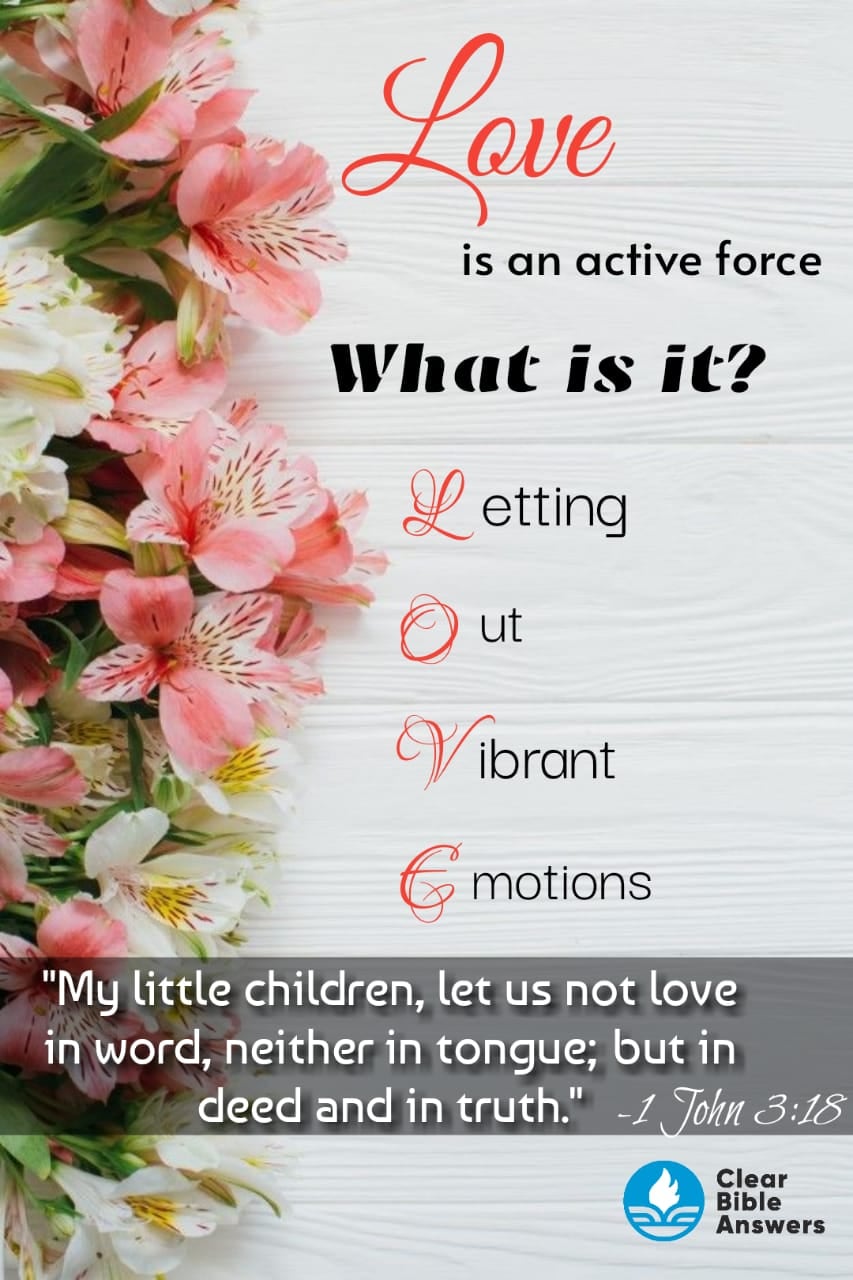 Love
is an active force
What is it?
Letting
Out
Vibrant
Emotions
"My little children, let us not love
in word, neither in tongue; but in
deed and in truth." -1 John 3:18
Clear
Bible
Answers